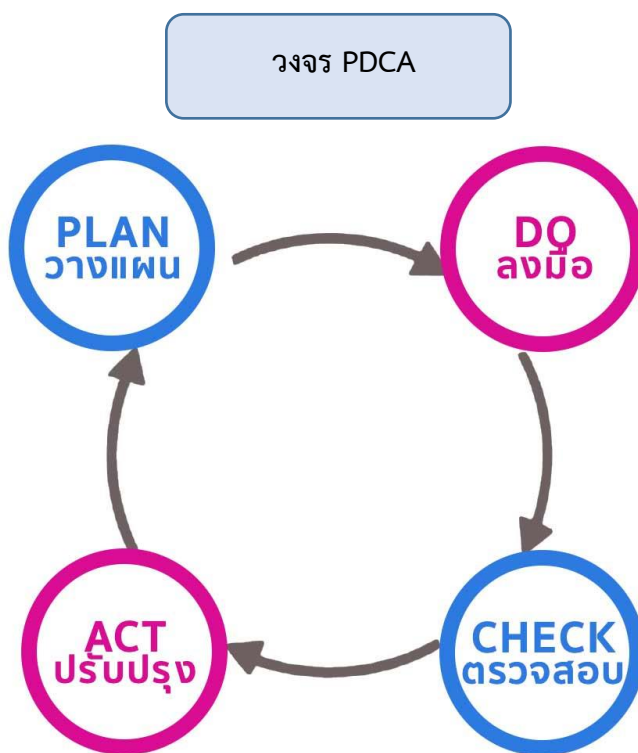 วงจร PDCA
PLAN
วางแผน
DO
ลงมือ
CHECK
ตรวจสอบ
ACT
ปรับปรุง